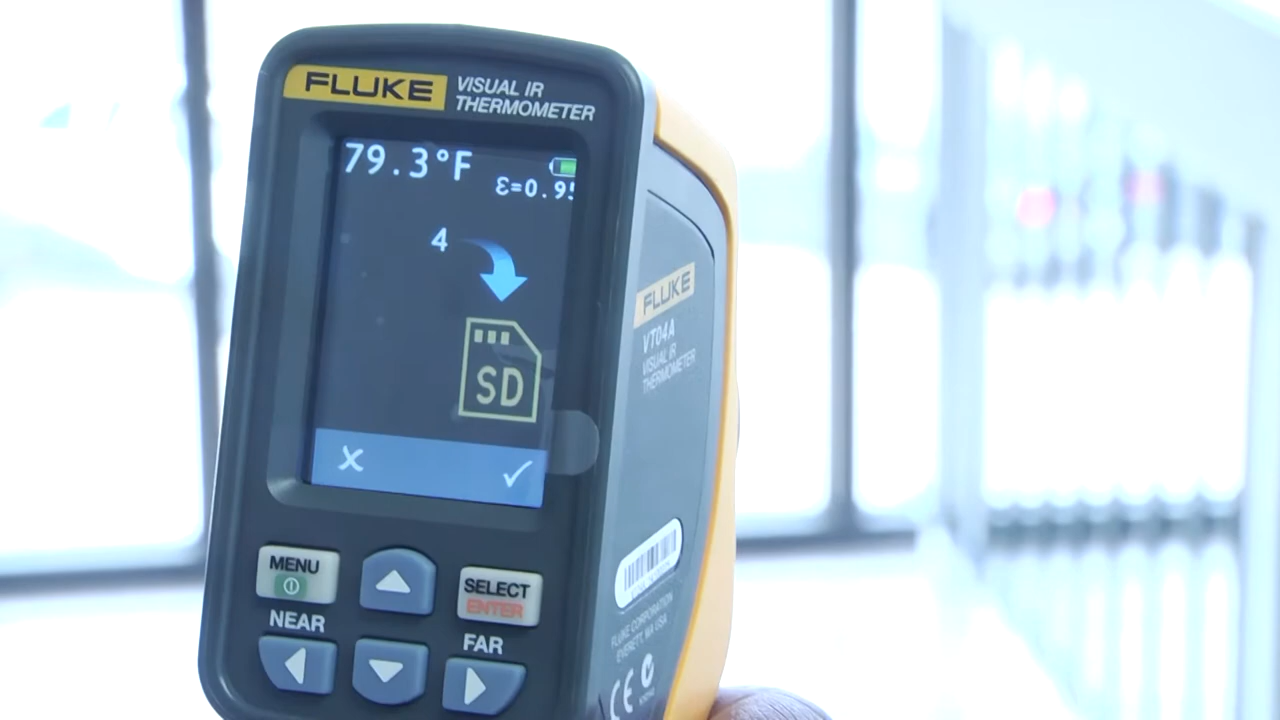 FLUKE
VISUAL IR
THERMOMETER
79.3°F
ε=0.95
4
SD
MENU
SELECT
ENTER
NEAR
FAR
FLUKE
VT04A
VISUAL IR
THERMOMETER
FLUKE CORPORATION
EVERETT, WA USA
CE